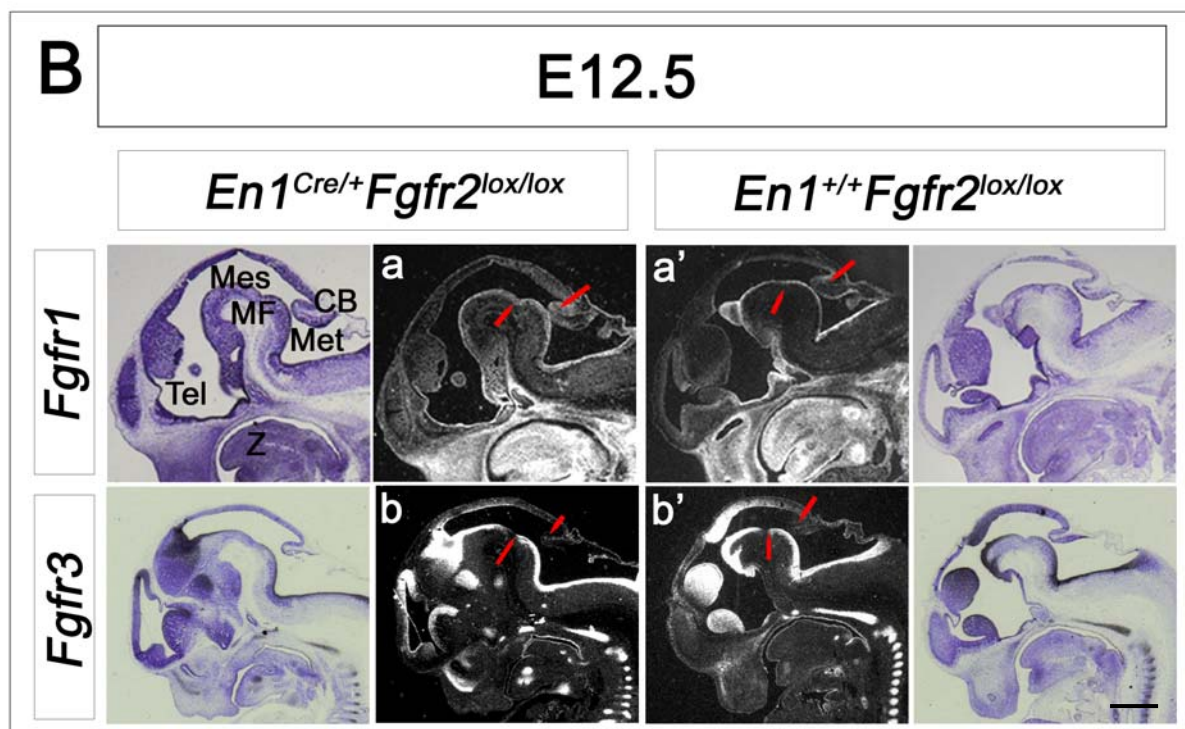 B
E12.5
En1Cre/+Fgfr2lox/lox
En1+/+Fgfr2lox/lox
Fgfr1
Mes
MF
CB
Met
Tel
Z
a
a’
Fgfr3
b
b’